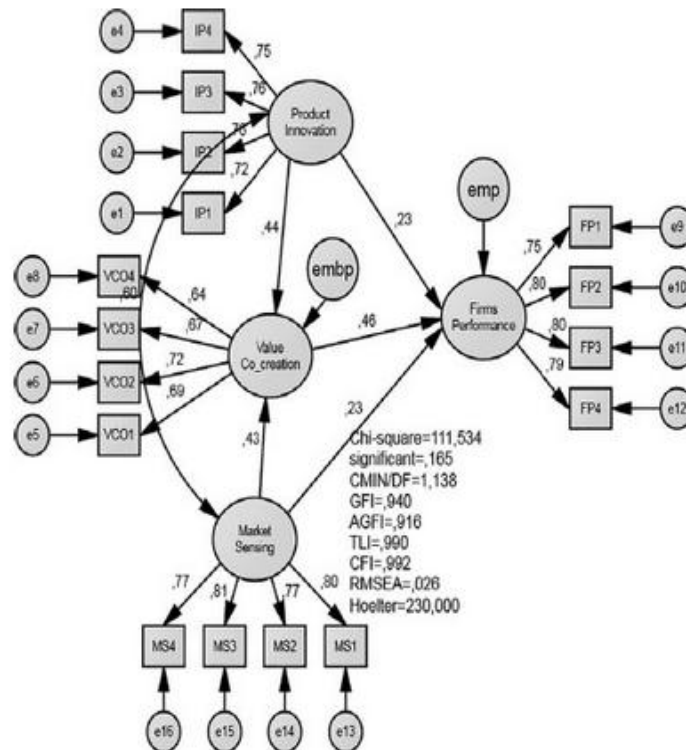 e4
IP4
,75
e3
IP3
,76
Product
Innovation
e2
IP2
e1
IP1
,72
emp
,44
,23
e9
FP1
,75
e8
VCO4
,64
embp
,60
e10
FP2
,80
Firms
Performance
e7
VCO3
,67
,46
Value
Co_creation
e11
FP3
,80
e6
VCO2
,72
e12
FP4
,79
e5
VCO1
,69
,43
,23
Chi-square=111,534
significant=,165
CMIN/DF=1,138
GFI=,940
AGFI=,916
TLI=,990
CFI=,992
RMSEA=,026
Hoelter=230,000
Market
Sensing
,77
,81
,77
,80
MS4
MS3
MS2
MS1
e16
e15
e14
e13